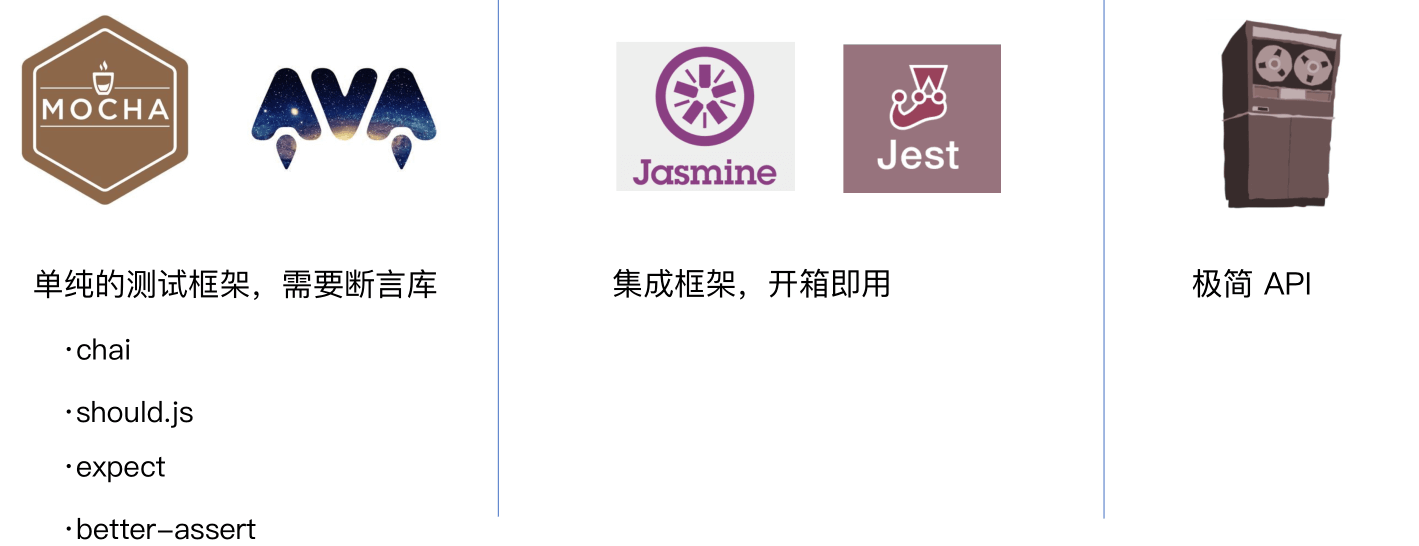 MOCHA
AVA
单纯的测试框架，需要断言库
·chai
·should.js
·expect
·better-assert
Jasmine
Jest
集成框架，开箱即用
极简 API